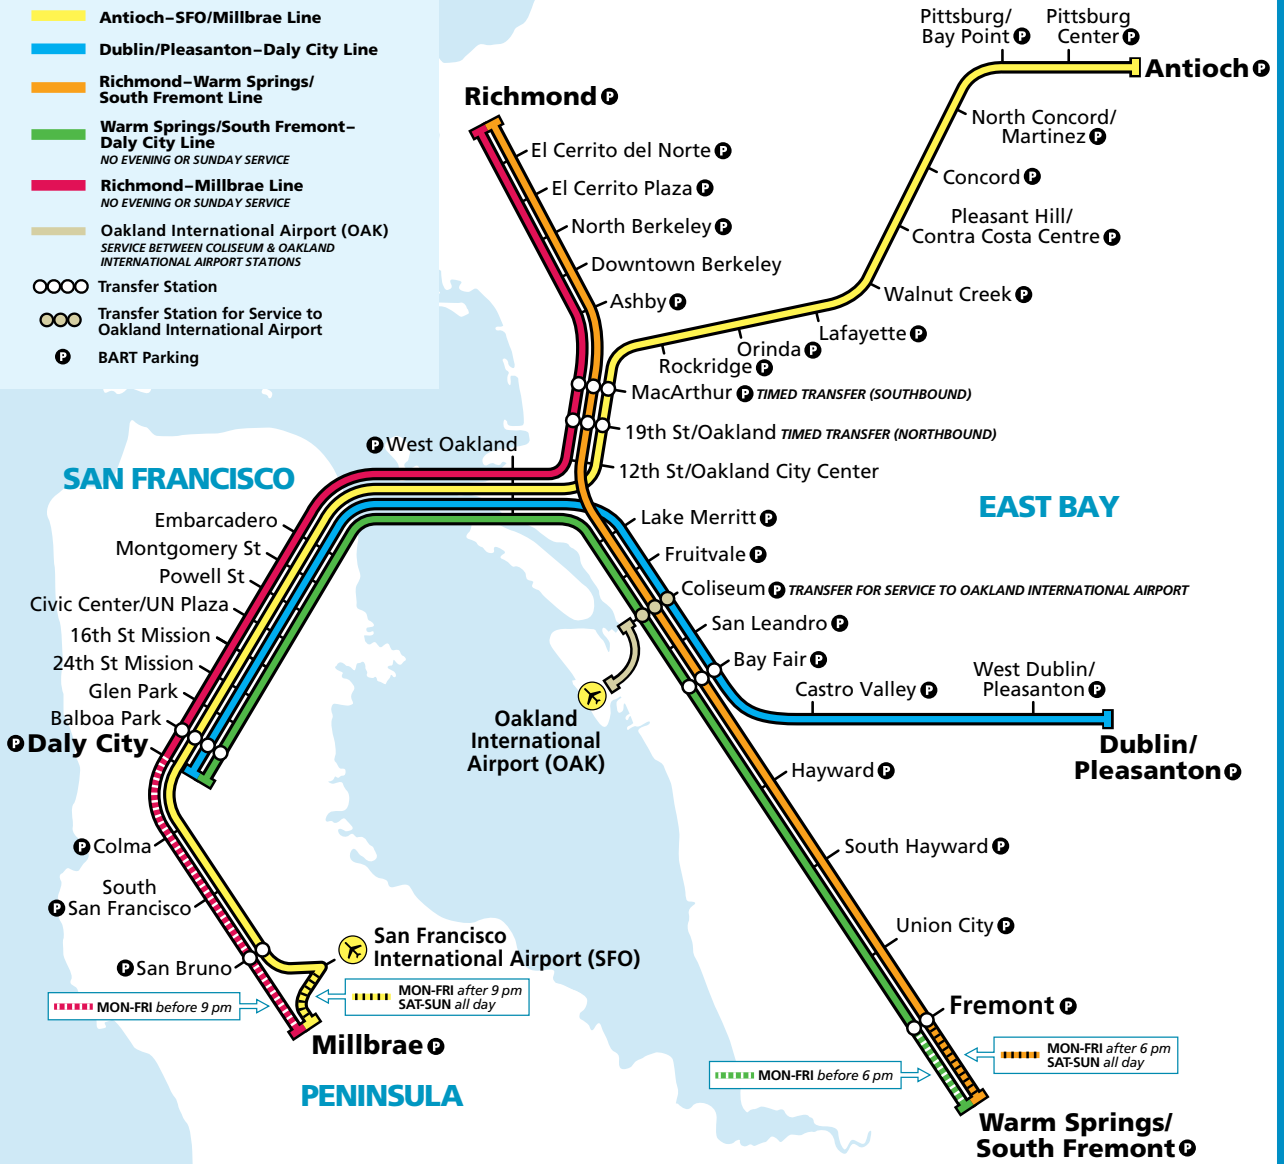 Antioch–SFO/Millbrae Line
Dublin/Pleasanton–Daly City Line
Richmond–Warm Springs/
South Fremont Line
Warm Springs/South Fremont–
Daly City Line
NO EVENING OR SUNDAY SERVICE
Richmond–Millbrae Line
NO EVENING OR SUNDAY SERVICE
Oakland International Airport (OAK)
SERVICE BETWEEN COLISEUM & OAKLAND
INTERNATIONAL AIRPORT STATIONS
Transfer Station
Transfer Station for Service to
Oakland International Airport
P BART Parking
Pittsburg/
Bay Point P
Pittsburg
Center P
Antioch P
North Concord/
Martinez P
Concord P
Pleasant Hill/
Contra Costa Centre P
Walnut Creek P
Lafayette P
Orinda P
Rockridge P
Richmond P
El Cerrito del Norte P
El Cerrito Plaza P
North Berkeley P
Downtown Berkeley
Ashby P
MacArthur P TIMED TRANSFER (SOUTHBOUND)
19th St/Oakland TIMED TRANSFER (NORTHBOUND)
12th St/Oakland City Center
P West Oakland
SAN FRANCISCO
EAST BAY
Embarcadero
Montgomery St
Powell St
Civic Center/UN Plaza
16th St Mission
24th St Mission
Glen Park
Balboa Park
P Daly City
Lake Merritt P
Fruitvale P
Coliseum P TRANSFER FOR SERVICE TO OAKLAND INTERNATIONAL AIRPORT
San Leandro P
Bay Fair P
Castro Valley P
West Dublin/
Pleasanton P
Dublin/
Pleasanton P
Oakland
International
Airport (OAK)
Hayward P
South Hayward P
Union City P
Fremont P
P Colma
South
P San Francisco
P San Bruno
San Francisco
International Airport (SFO)
MON-FRI before 9 pm
MON-FRI after 9 pm
SAT-SUN all day
Millbrae P
PENINSULA
MON-FRI before 6 pm
MON-FRI after 6 pm
SAT-SUN all day
Warm Springs/
South Fremont P